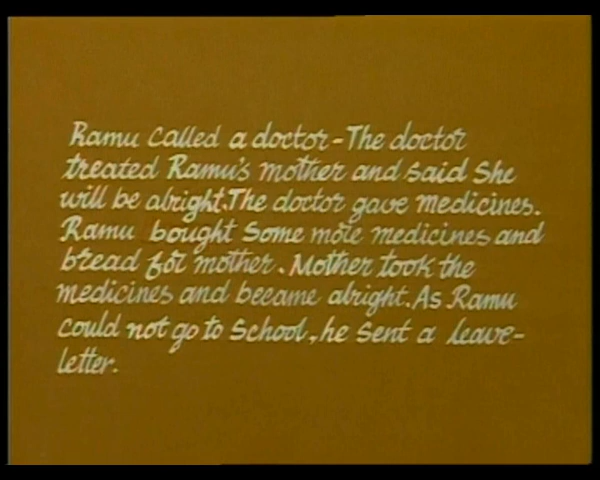 Ramu called a doctor-The doctor
treated Ramu's mother and said She
will be alright.The doctor gave medicines.
Ramu bought Some more medicines and
bread for mother. Mother took the
medicines and became alright. As Ramu
could not go to School, he Sent a leave-
letter.